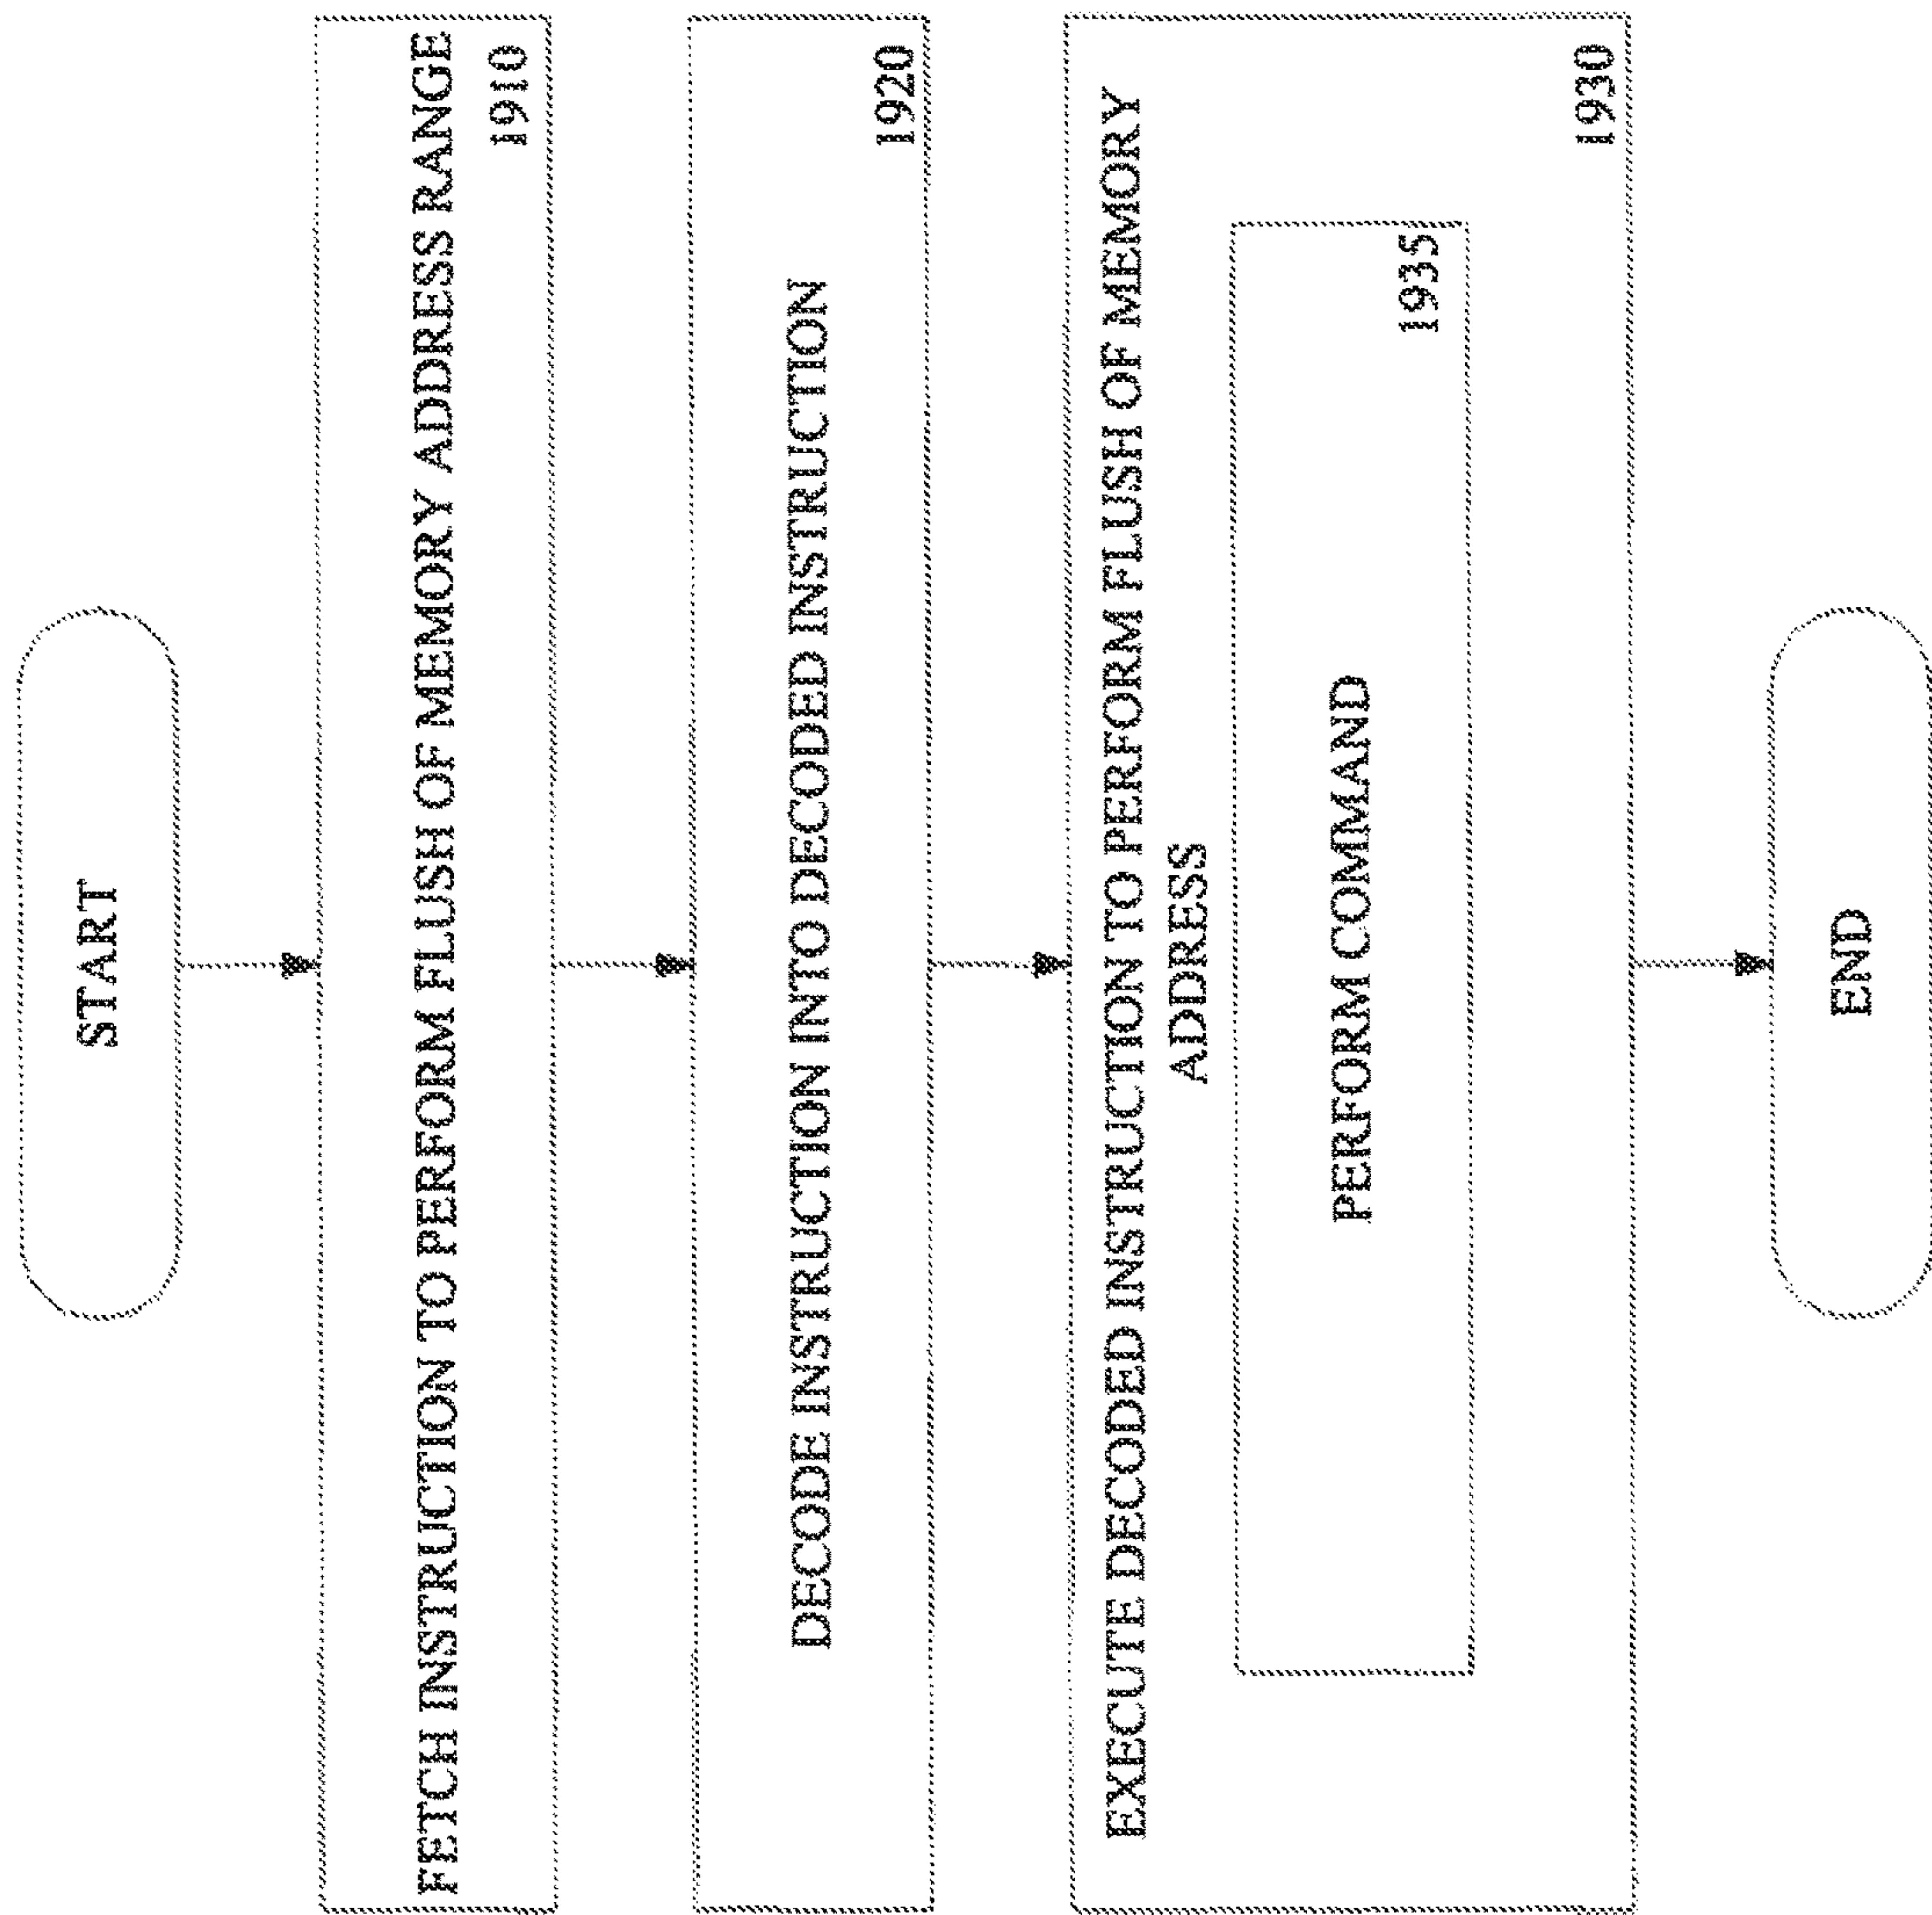 START
FETCH INSTRUCTION TO PERFORM FLUSH OF MEMORY ADDRESS RANGE
1910
DECODE INSTRUCTION INTO DECODED INSTRUCTION
1920
EXECUTE DECODED INSTRUCTION TO PERFORM FLUSH OF MEMORY
ADDRESS
PERFORM COMMAND
1935
1930
END